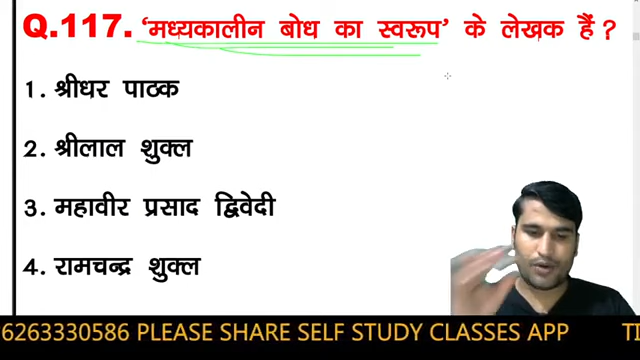 Q.117. ‘मध्यकालीन बोध का स्वरूप’ के लेखक हैं ?
1. श्रीधर पाठक
2. श्रीलाल शुक्ल
3. महावीर प्रसाद द्विवेदी
4. रामचन्द्र शुक्ल
6263330586 PLEASE SHARE SELF STUDY CLASSES APP TI